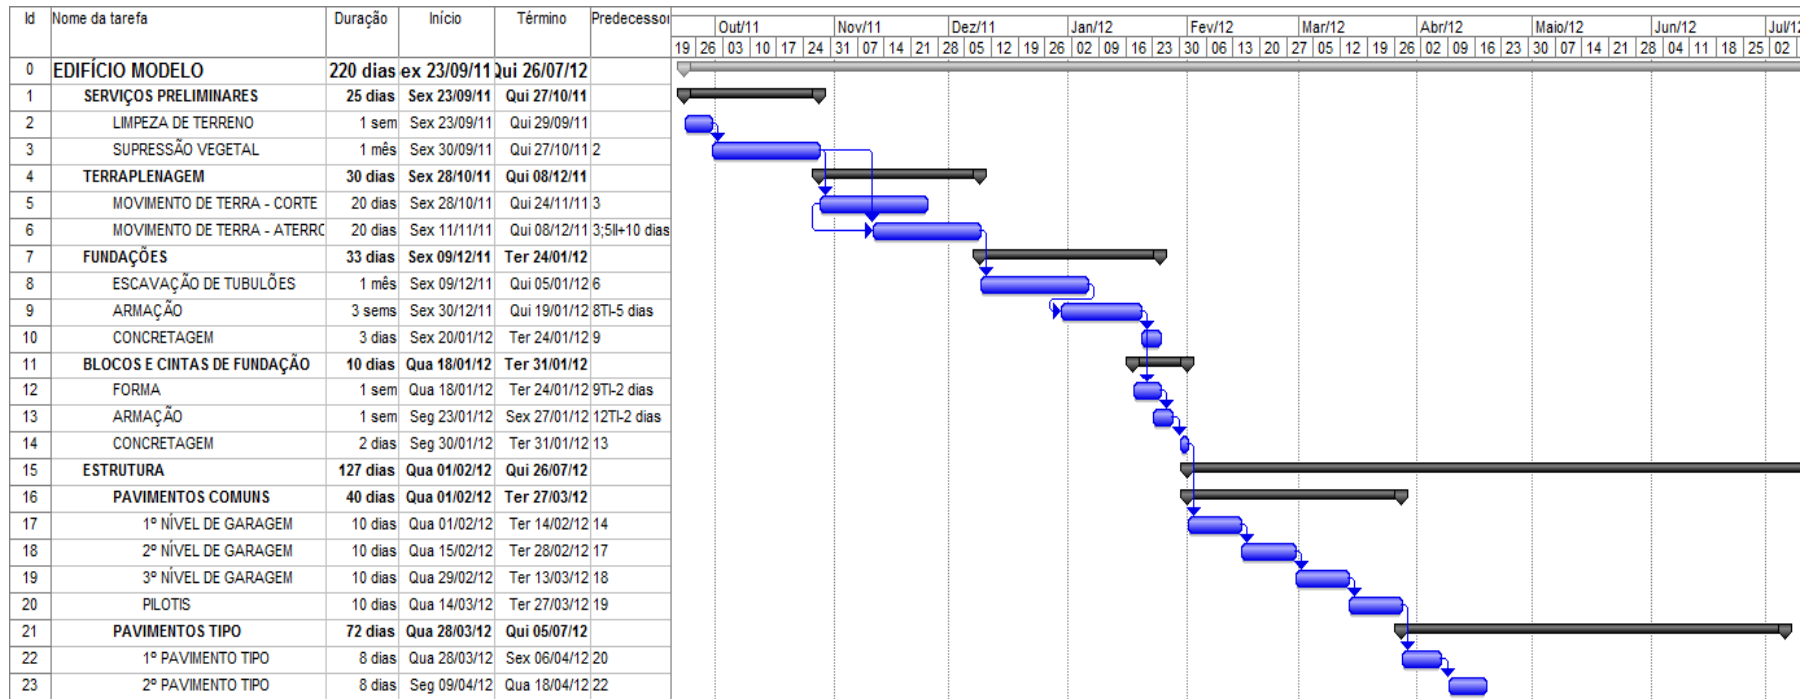 Id Nome da tarefa Duração Início Término Predecessor
Out/11 Nov/11 Dez/11 Jan/12 Fev/12 Mar/12 Abr/12 Maio/12 Jun/12 Jul/12
19 26 03 10 17 24 31 07 14 21 28 05 12 19 26 02 09 16 23 30 06 13 20 27 05 12 19 26 02 09 16 23 30 07 14 21 28 04 11 18 25 02
0 EDIFÍCIO MODELO 220 dias ex 23/09/11 Qui 26/07/12
1 SERVIÇOS PRELIMINARES 25 dias Sex 23/09/11 Qui 27/10/11
2 LIMPEZA DE TERRENO 1 sem Sex 23/09/11 Qui 29/09/11
3 SUPRESSÃO VEGETAL 1 mês Sex 30/09/11 Qui 27/10/11 2
4 TERRAPLENAGEM 30 dias Sex 28/10/11 Qui 08/12/11
5 MOVIMENTO DE TERRA - CORTE 20 dias Sex 28/10/11 Qui 24/11/11 3
6 MOVIMENTO DE TERRA - ATERRO 20 dias Sex 11/11/11 Qui 08/12/11 3;5II+10 dias
7 FUNDAÇÕES 33 dias Sex 09/12/11 Ter 24/01/12
8 ESCAVAÇÃO DE TUBULÕES 1 mês Sex 09/12/11 Qui 05/01/12 6
9 ARMAÇÃO 3 sems Sex 30/12/11 Qui 19/01/12 8TI-5 dias
10 CONCRETAGEM 3 dias Sex 20/01/12 Ter 24/01/12 9
11 BLOCOS E CINTAS DE FUNDAÇÃO 10 dias Qua 18/01/12 Ter 31/01/12
12 FORMA 1 sem Qua 18/01/12 Ter 24/01/12 9TI-2 dias
13 ARMAÇÃO 1 sem Seg 23/01/12 Sex 27/01/12 12TI-2 dias
14 CONCRETAGEM 2 dias Seg 30/01/12 Ter 31/01/12 13
15 ESTRUTURA 127 dias Qua 01/02/12 Qui 26/07/12
16 PAVIMENTOS COMUNS 40 dias Qua 01/02/12 Ter 27/03/12
17 1º NÍVEL DE GARAGEM 10 dias Qua 01/02/12 Ter 14/02/12 14
18 2º NÍVEL DE GARAGEM 10 dias Qua 15/02/12 Ter 28/02/12 17
19 3º NÍVEL DE GARAGEM 10 dias Qua 29/02/12 Ter 13/03/12 18
20 PILOTIS 10 dias Qua 14/03/12 Ter 27/03/12 19
21 PAVIMENTOS TIPO 72 dias Qua 28/03/12 Qui 05/07/12
22 1º PAVIMENTO TIPO 8 dias Qua 28/03/12 Sex 06/04/12 20
23 2º PAVIMENTO TIPO 8 dias Seg 09/04/12 Qua 18/04/12 22